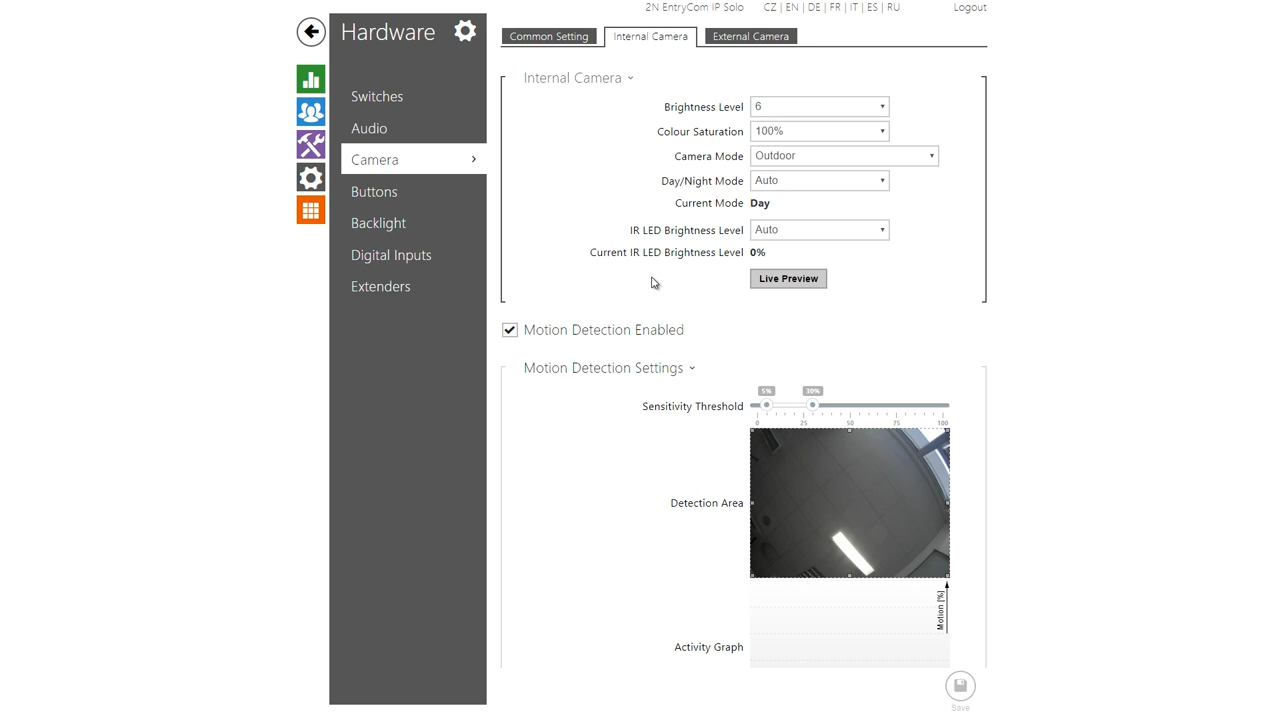 2N EntryCom IP Solo CZ | EN | DE | FR | IT | ES | RU Logout
Hardware
Common Setting Internal Camera External Camera
Switches
Audio
Camera
Buttons
Backlight
Digital Inputs
Extenders
Internal Camera
Brightness Level 6
Colour Saturation 100%
Camera Mode Outdoor
Day/Night Mode Auto
Current Mode Day
IR LED Brightness Level Auto
Current IR LED Brightness Level 0%
Live Preview
Motion Detection Enabled
Motion Detection Settings
5% 30%
Sensitivity Threshold
0 25 50 75 100
Detection Area
Motion [%]
Activity Graph
Save